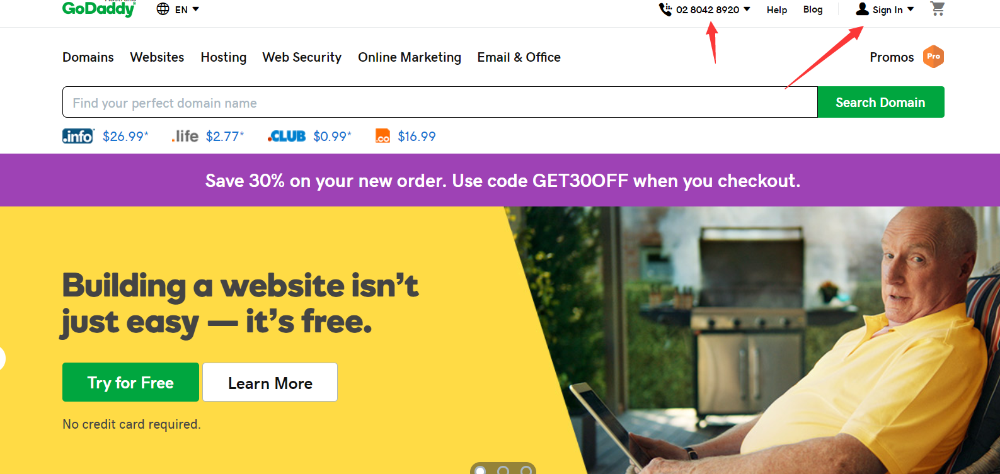 Australia
GoDaddy
EN
02 8042 8920
Help
Blog
Sign In
Domains
Websites
Hosting
Web Security
Online Marketing
Email & Office
Promos
Pro
Find your perfect domain name
Search Domain
.info $26.99*
.life $2.77*
.CLUB $0.99*
.co $16.99
Save 30% on your new order. Use code GET30OFF when you checkout.
Building a website isn’t
just easy — it’s free.
Try for Free
Learn More
No credit card required.